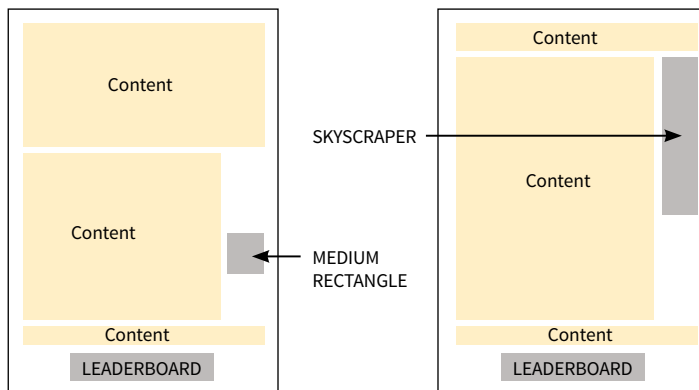 Content
Content
Content
LEADERBOARD
SKYSCRAPER
MEDIUM
RECTANGLE
Content
Content
Content
LEADERBOARD